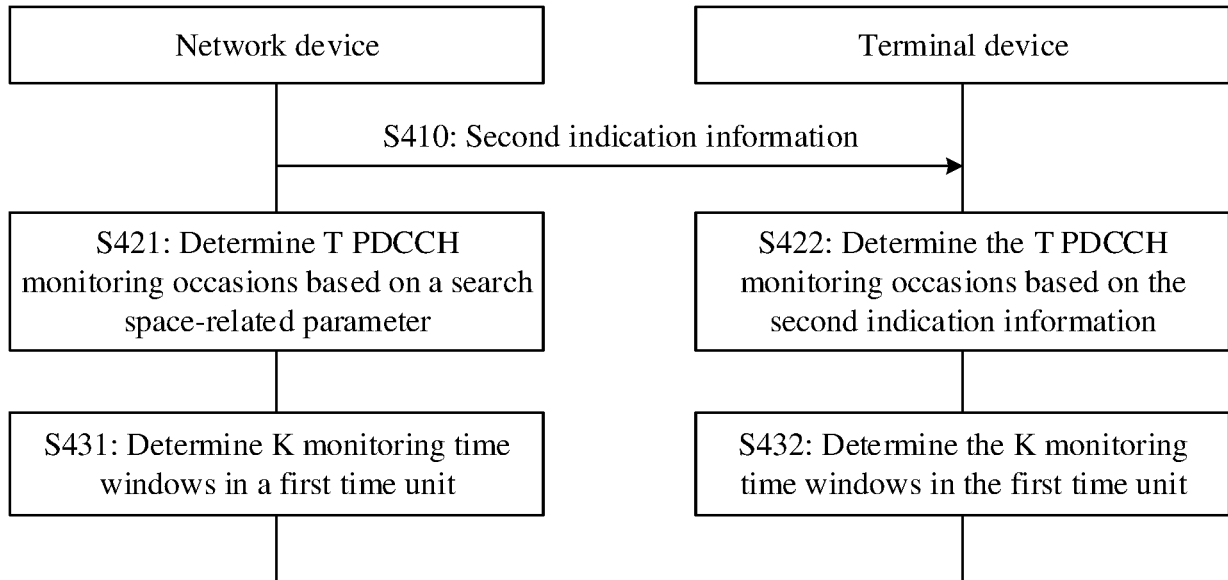 Network device
Terminal device
S410: Second indication information
S421: Determine T PDCCH
monitoring occasions based on a search
space-related parameter
S422: Determine the T PDCCH
monitoring occasions based on the
second indication information
S431: Determine K monitoring time
windows in a first time unit
S432: Determine the K monitoring
time windows in the first time unit